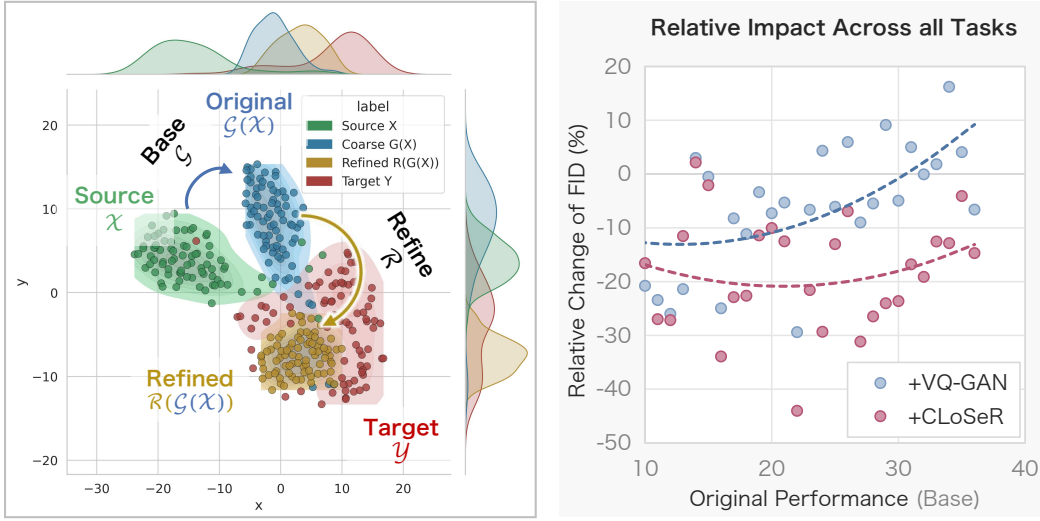 Original
𝒢(𝒳)
Base
𝒢
Source
𝒳
label
Source X
Coarse G(X)
Refined R(G(X))
Target Y
Refine
ℛ
Refined
ℛ(𝒢(𝒳))
Target
𝒴
y
20
10
0
−10
−20
−30
−20
−10
0
10
20
x
Relative Impact Across all Tasks
Relative Change of FID (%)
20
10
0
-10
-20
-30
-40
-50
+VQ-GAN
+CLoSeR
10
20
30
40
Original Performance (Base)